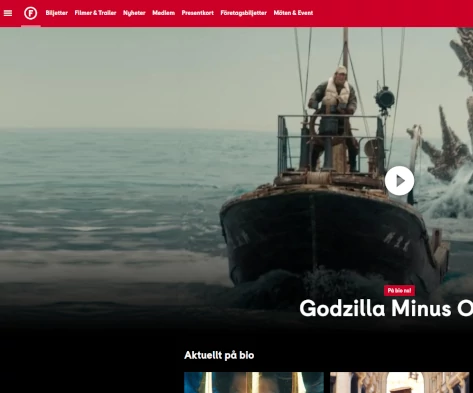 F Biljetter Filmer & Trailer Nyheter Medlem Presentkort Företagsbiljetter Möten & Event
På bio nu!
Godzilla Minus O
Aktuellt på bio